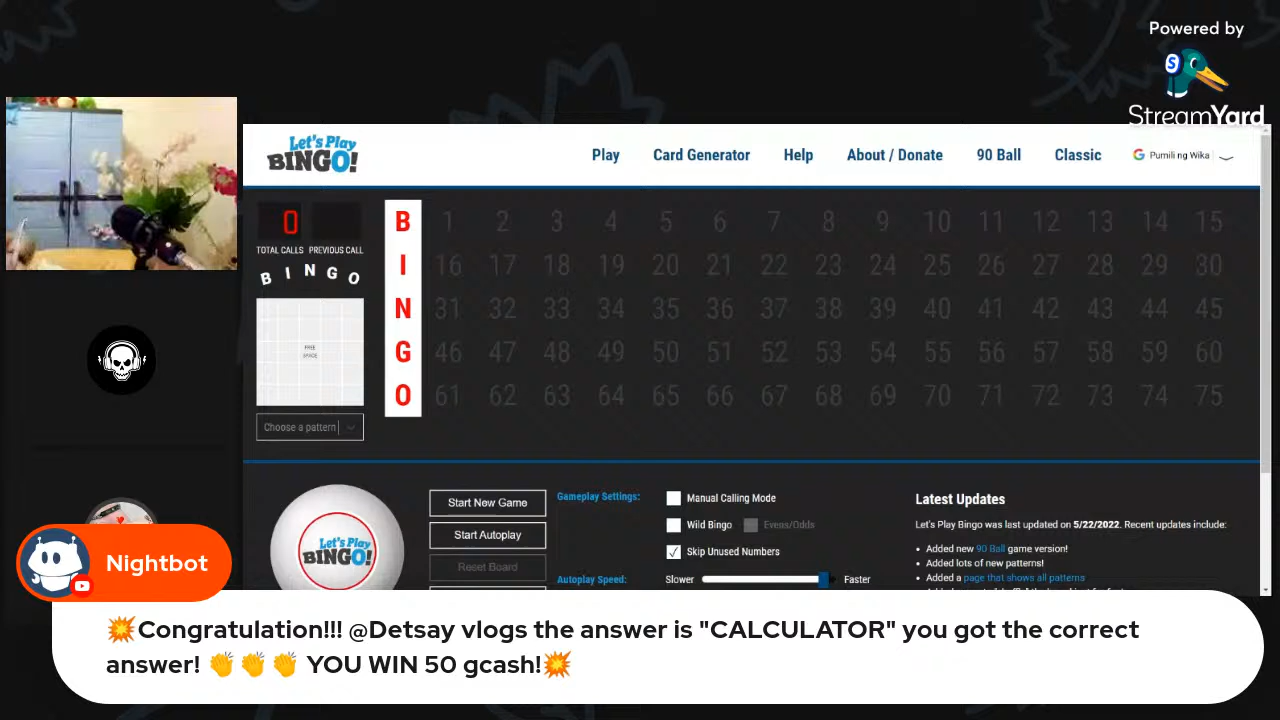 Powered by
StreamYard
Let's Play
BINGO!
Play Card Generator Help About / Donate 90 Ball Classic
G Pumili ng Wika
0
TOTAL CALLS PREVIOUS CALL
B I N G O
FREE
SPACE
Choose a pattern
B 1 2 3 4 5 6 7 8 9 10 11 12 13 14 15
I 16 17 18 19 20 21 22 23 24 25 26 27 28 29 30
N 31 32 33 34 35 36 37 38 39 40 41 42 43 44 45
G 46 47 48 49 50 51 52 53 54 55 56 57 58 59 60
O 61 62 63 64 65 66 67 68 69 70 71 72 73 74 75
Let's Play
BINGO!
Start New Game
Start Autoplay
Reset Board
Gameplay Settings:
Manual Calling Mode
Wild Bingo Evens/Odds
Skip Unused Numbers
Autoplay Speed: Slower Faster
Latest Updates
Let's Play Bingo was last updated on 5/22/2022. Recent updates include:
• Added new 90 Ball game version!
• Added lots of new patterns!
• Added a page that shows all patterns
Nightbot
💥Congratulation!!! @Detsay vlogs the answer is "CALCULATOR" you got the correct
answer! 👏👏👏 YOU WIN 50 gcash!💥